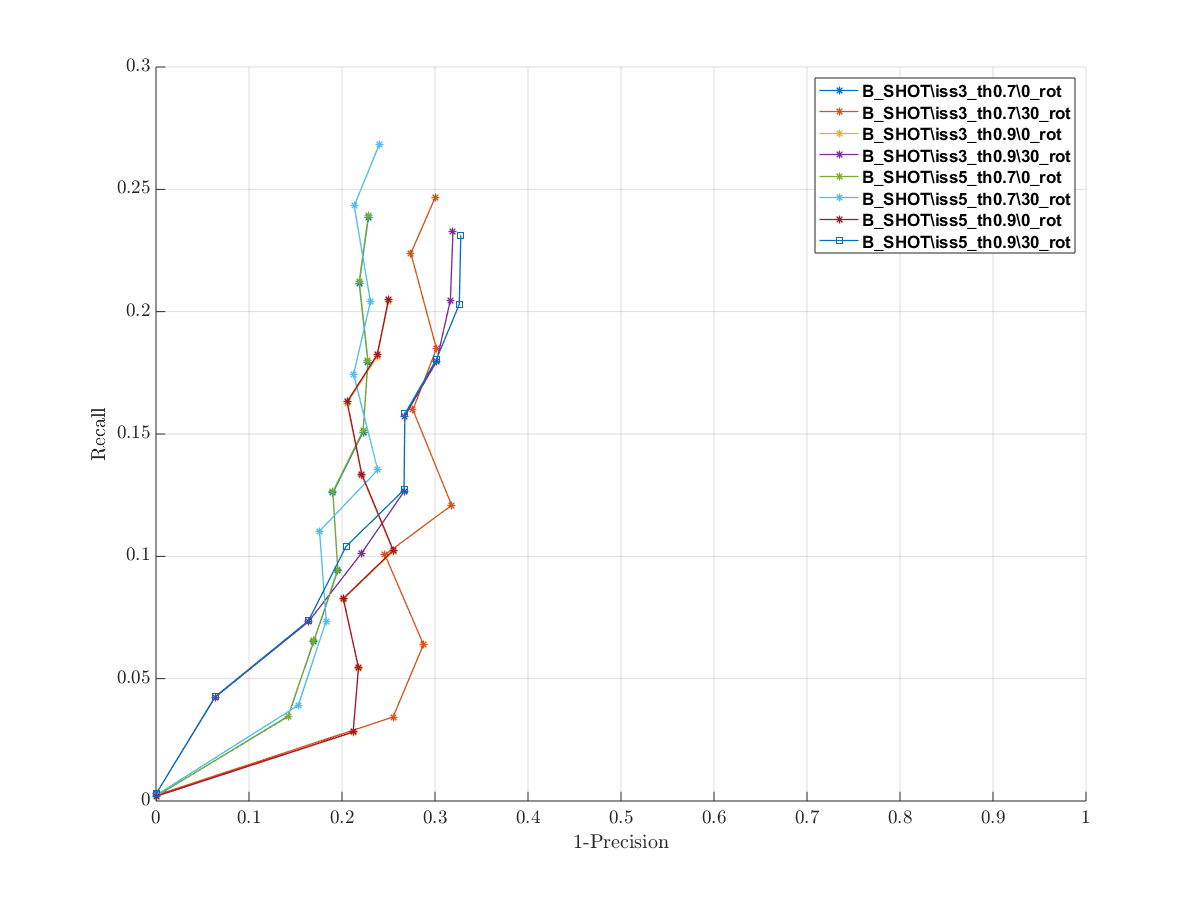 0.3
0.25
0.2
0.15
0.1
0.05
0
Recall
0 0.1 0.2 0.3 0.4 0.5 0.6 0.7 0.8 0.9 1
1-Precision
B_SHOT\iss3_th0.7\0_rot
B_SHOT\iss3_th0.7\30_rot
B_SHOT\iss3_th0.9\0_rot
B_SHOT\iss3_th0.9\30_rot
B_SHOT\iss5_th0.7\0_rot
B_SHOT\iss5_th0.7\30_rot
B_SHOT\iss5_th0.9\0_rot
B_SHOT\iss5_th0.9\30_rot